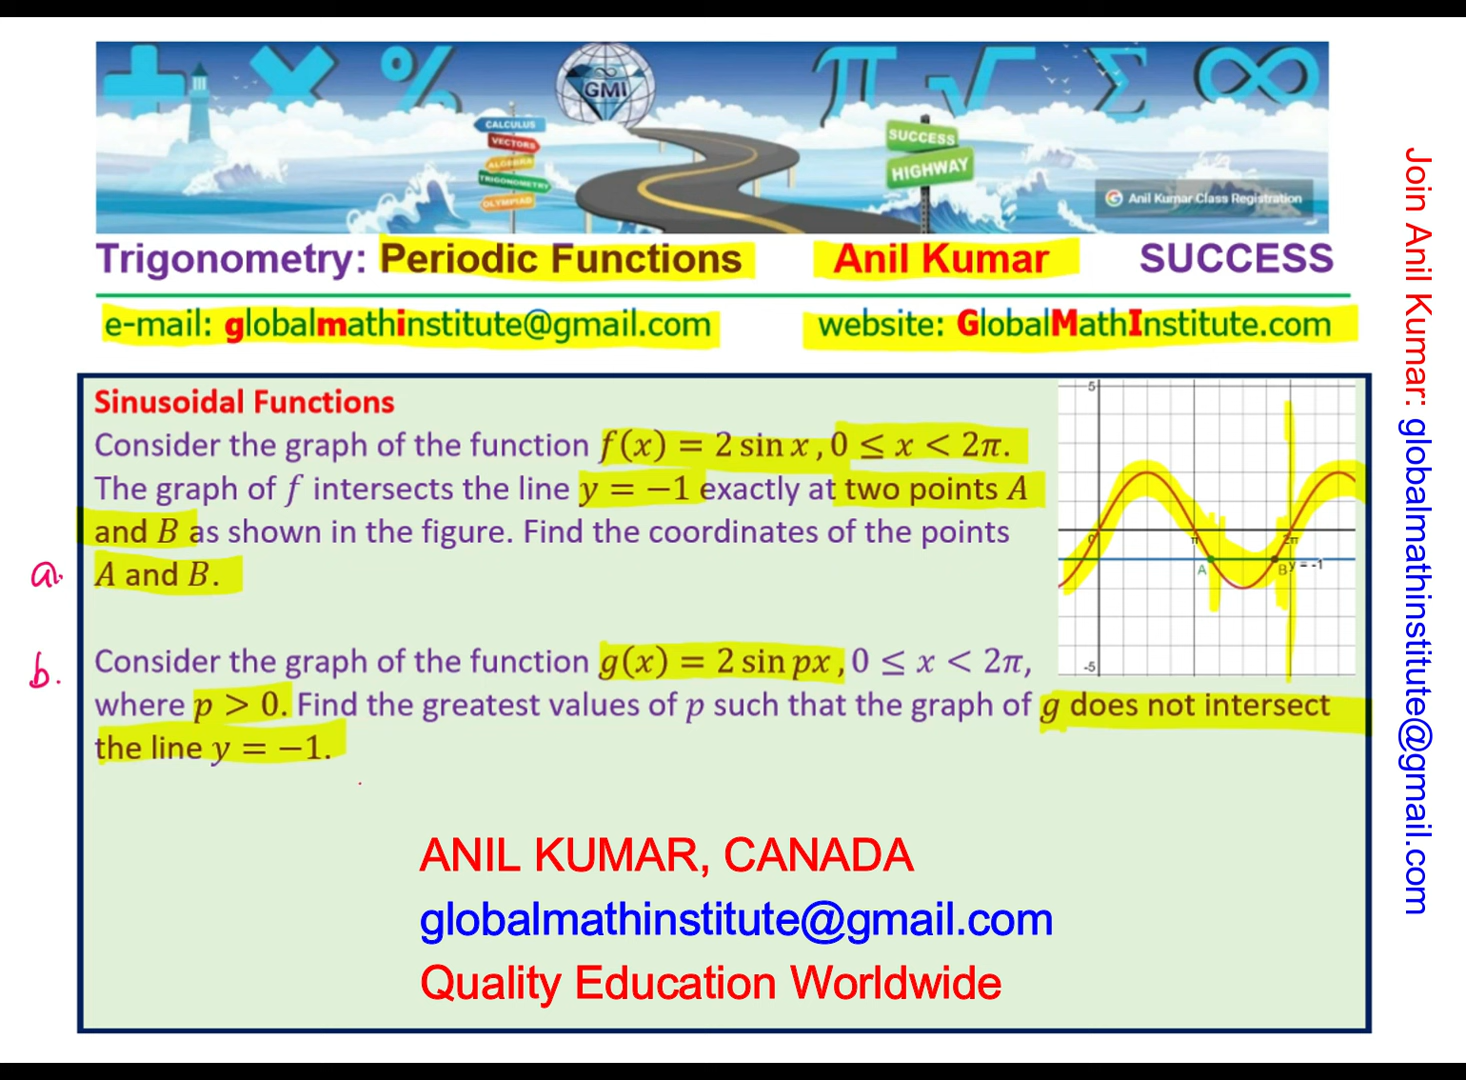 GMI
CALCULUS
VECTORS
ALGEBRA
TRIGONOMETRY
OLYMPIAD
SUCCESS
HIGHWAY
Anil Kumar Class Registration
Trigonometry: Periodic Functions Anil Kumar SUCCESS
e-mail: globalmathinstitute@gmail.com website: GlobalMathInstitute.com
Sinusoidal Functions
Consider the graph of the function f(x) = 2 sin x , 0 ≤ x < 2π.
The graph of f intersects the line y = −1 exactly at two points A
and B as shown in the figure. Find the coordinates of the points
a. A and B.
b. Consider the graph of the function g(x) = 2 sin px , 0 ≤ x < 2π,
where p > 0. Find the greatest values of p such that the graph of g does not intersect
the line y = −1.
5
0 π 2π
A B y = -1
-5
ANIL KUMAR, CANADA
globalmathinstitute@gmail.com
Quality Education Worldwide
Join Anil Kumar: globalmathinstitute@gmail.com